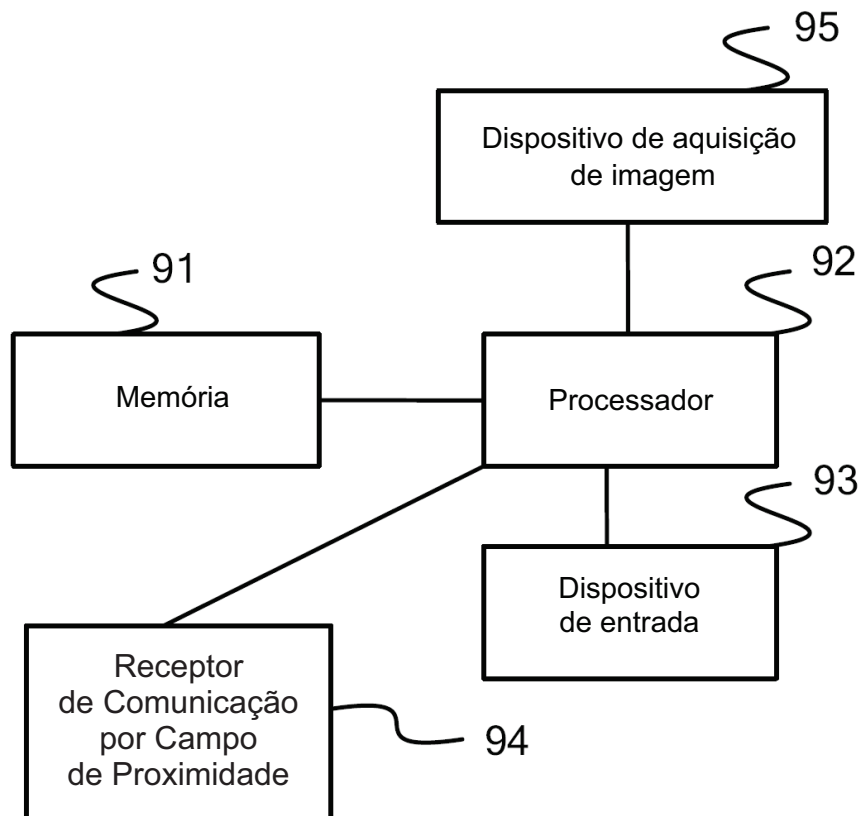 95
Dispositivo de aquisição
de imagem
91
92
Memória
Processador
93
Dispositivo
de entrada
Receptor
de Comunicação
por Campo
de Proximidade
94